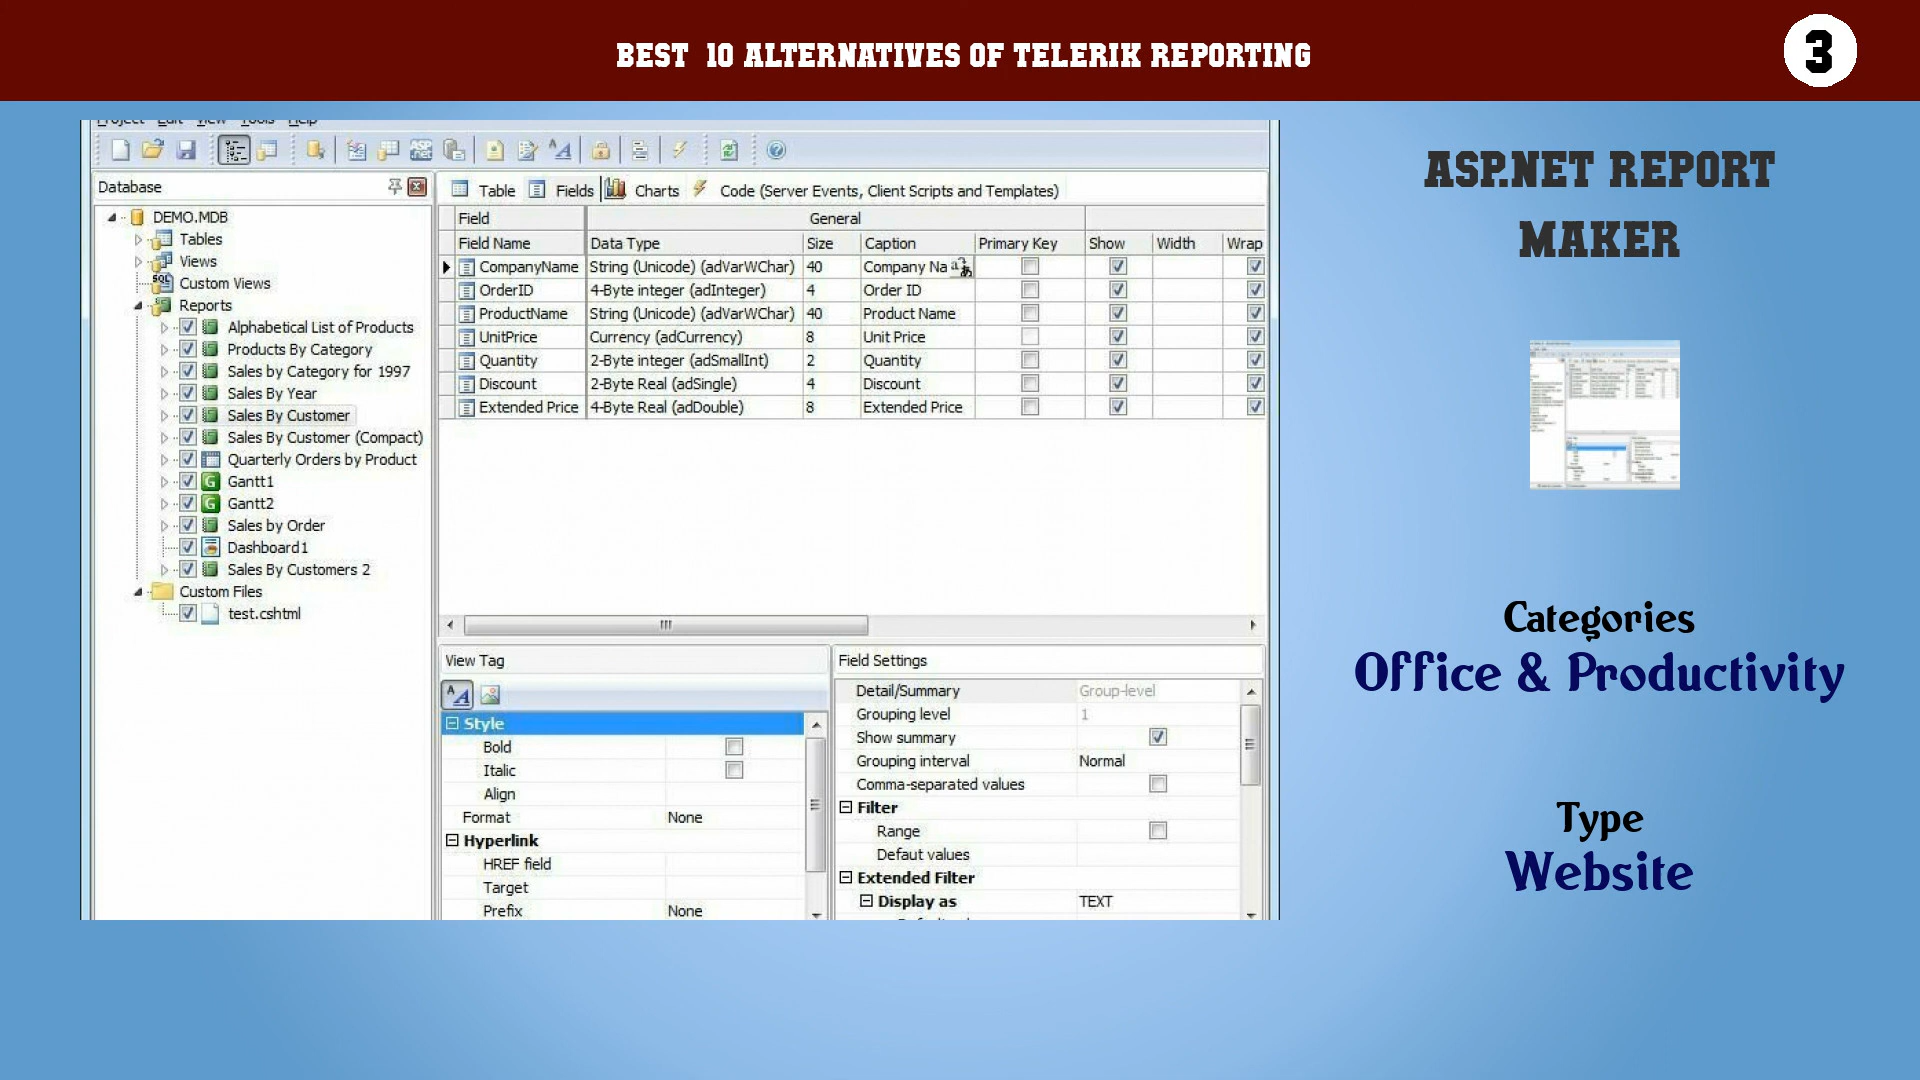 BEST 10 ALTERNATIVES OF TELERIK REPORTING
3
Project Edit View Tools Help
Database
DEMO.MDB
Tables
Views
Custom Views
Reports
Alphabetical List of Products
Products By Category
Sales by Category for 1997
Sales By Year
Sales By Customer
Sales By Customer (Compact)
Quarterly Orders by Product
Gantt1
Gantt2
Sales by Order
Dashboard1
Sales By Customers 2
Custom Files
test.cshtml
Table Fields Charts Code (Server Events, Client Scripts and Templates)
Field General
Field Name Data Type Size Caption Primary Key Show Width Wrap
CompanyName String (Unicode) (adVarWChar) 40 Company Na
OrderID 4-Byte integer (adInteger) 4 Order ID
ProductName String (Unicode) (adVarWChar) 40 Product Name
UnitPrice Currency (adCurrency) 8 Unit Price
Quantity 2-Byte integer (adSmallInt) 2 Quantity
Discount 2-Byte Real (adSingle) 4 Discount
Extended Price 4-Byte Real (adDouble) 8 Extended Price
View Tag
Style
Bold
Italic
Align
Format None
Hyperlink
HREF field
Target
Prefix None
Field Settings
Detail/Summary Group-level
Grouping level 1
Show summary
Grouping interval Normal
Comma-separated values
Filter
Range
Defaut values
Extended Filter
Display as TEXT
ASP.NET REPORT
MAKER
Categories
Office & Productivity
Type
Website